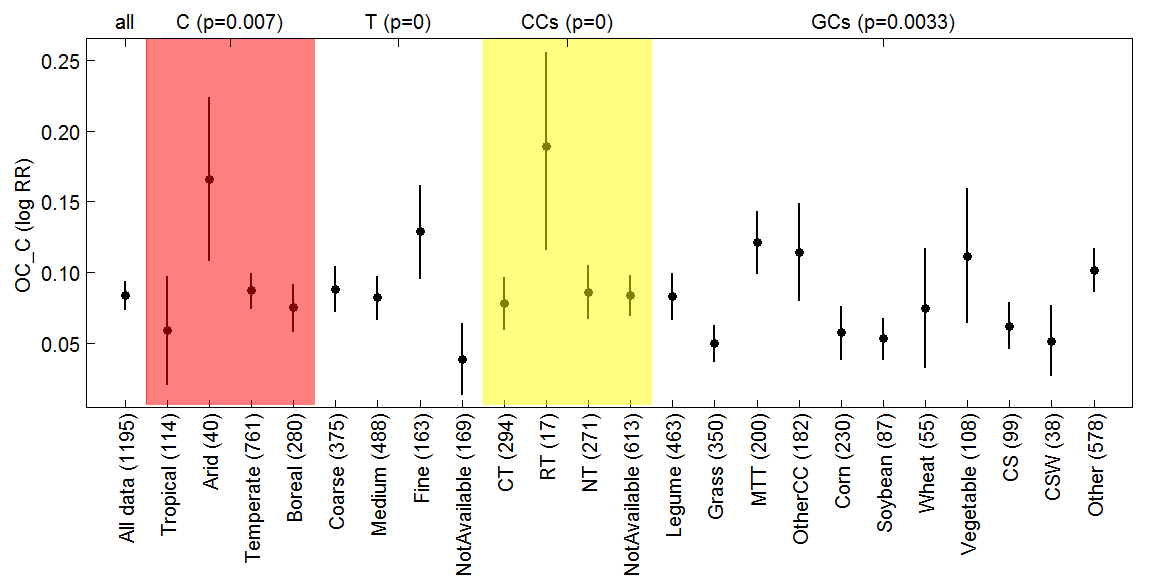 all C (p=0.007) T (p=0) CCs (p=0) GCs (p=0.0033)
OC_C (log RR)
0.25
0.20
0.15
0.10
0.05
All data (1195)
Tropical (114)
Arid (40)
Temperate (761)
Boreal (280)
Coarse (375)
Medium (488)
Fine (163)
NotAvailable (169)
CT (294)
RT (17)
NT (271)
NotAvailable (613)
Legume (463)
Grass (350)
MTT (200)
OtherCC (182)
Corn (230)
Soybean (87)
Wheat (55)
Vegetable (108)
CS (99)
CSW (38)
Other (578)